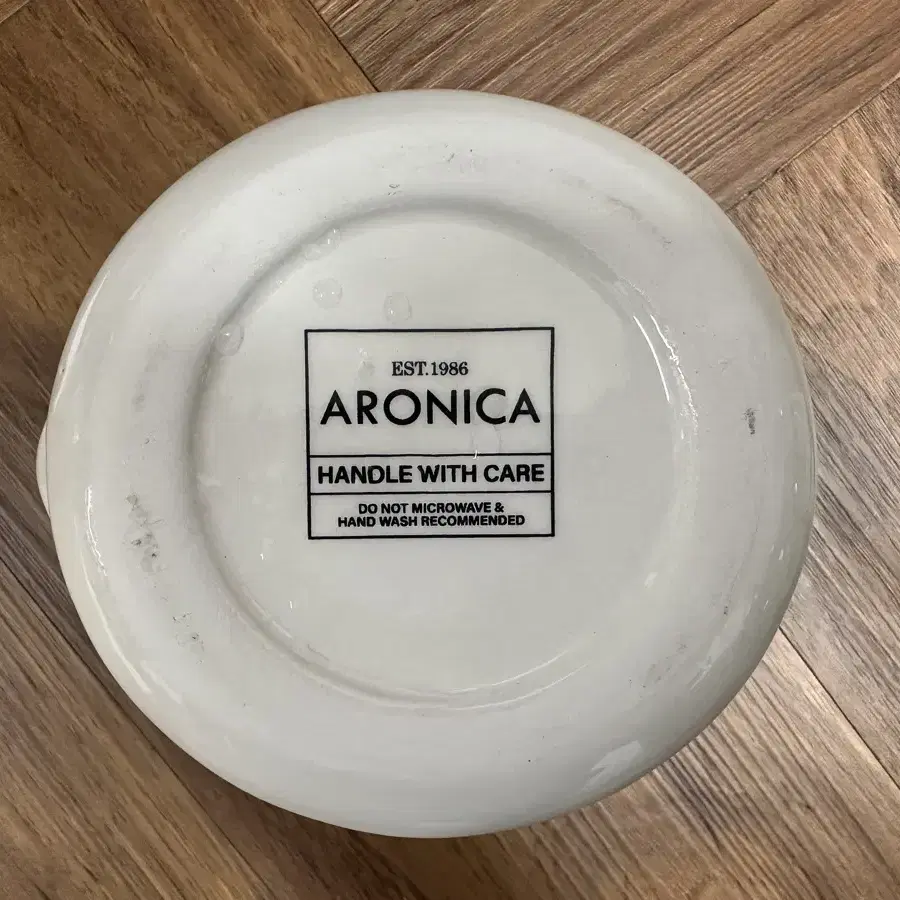 EST.1986
ARONICA
HANDLE WITH CARE
DO NOT MICROWAVE &
HAND WASH RECOMMENDED